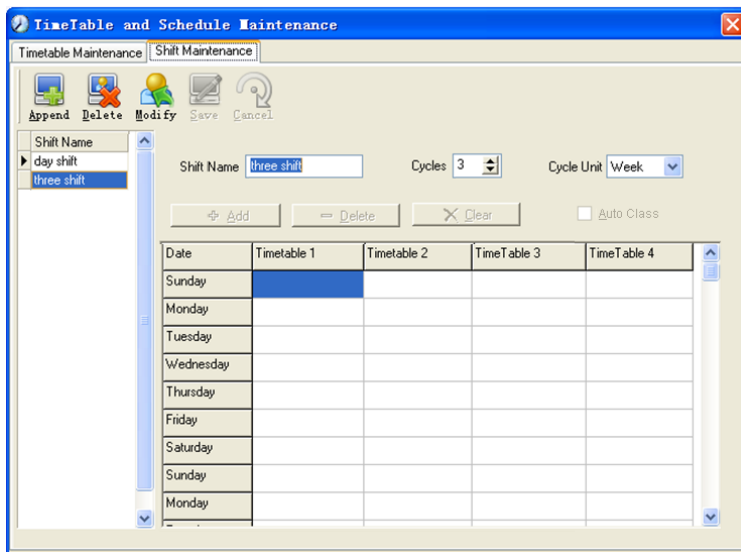 TimeTable and Schedule Maintenance
Timetable Maintenance Shift Maintenance
Append Delete Modify Save Cancel
Shift Name
day shift
three shift
Shift Name three shift Cycles 3 Cycle Unit Week
Add Delete Clear Auto Class
Date Timetable 1 Timetable 2 TimeTable 3 TimeTable 4
Sunday
Monday
Tuesday
Wednesday
Thursday
Friday
Saturday
Sunday
Monday